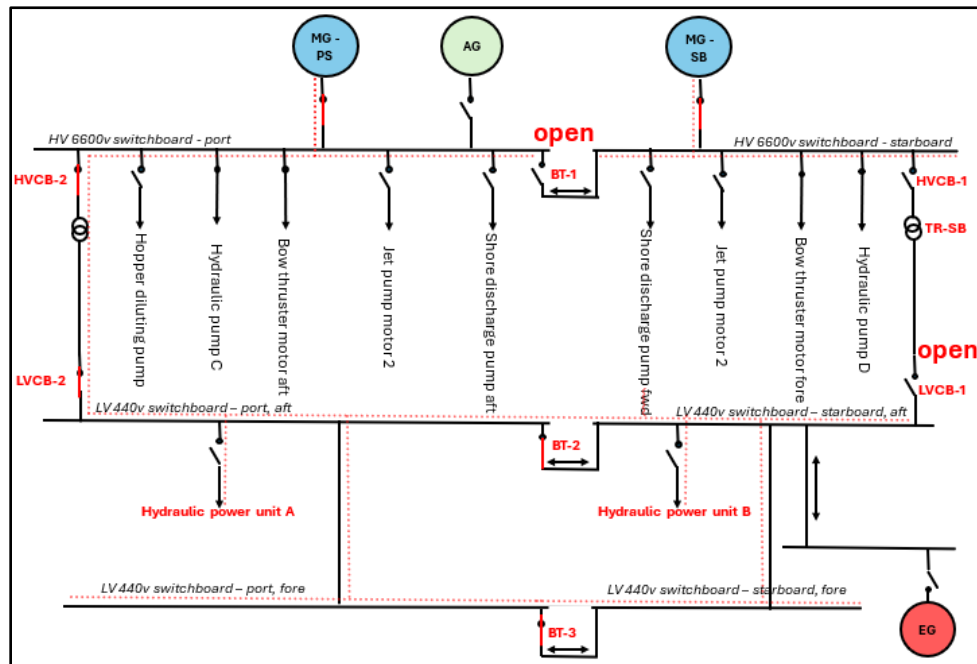 MG -
PS
AG
MG -
SB
HV 6600v switchboard - port
open
HV 6600v switchboard - starboard
HVCB-2
BT-1
HVCB-1
TR-SB
Hopper diluting pump
Hydraulic pump C
Bow thruster motor aft
Jet pump motor 2
Shore discharge pump aft
Shore discharge pump fwd
Jet pump motor 2
Bow thruster motor fore
Hydraulic pump D
open
LVCB-2
LVCB-1
LV 440v switchboard – port, aft
LV 440v switchboard – starboard, aft
BT-2
Hydraulic power unit A
Hydraulic power unit B
LV 440v switchboard – port, fore
LV 440v switchboard – starboard, fore
BT-3
EG